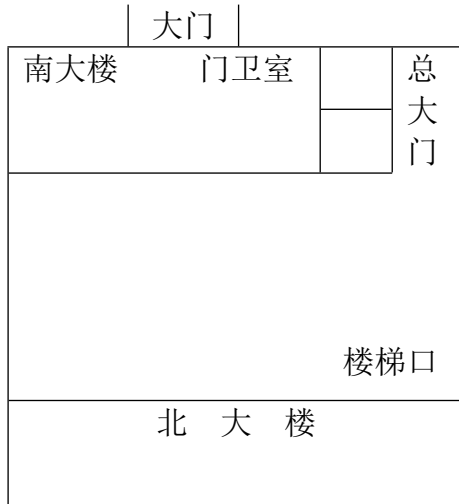 大门
南大楼 门卫室
总大门
楼梯口
北 大 楼